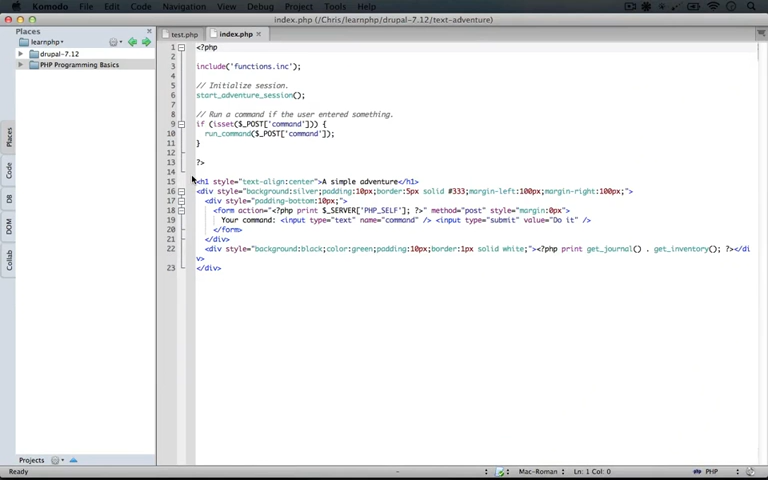 Komodo File Edit Code Navigation View Debug Project Tools Window Help
index.php (/Chris/learnphp/drupal-7.12/text-adventure)
Places
test.php index.php
learnphp
drupal-7.12
PHP Programming Basics
Places
Code
DB
DOM
Collab
1 <?php
2
3 include('functions.inc');
4
5 // Initialize session.
6 start_adventure_session();
7
8 // Run a command if the user entered something.
9 if (isset($_POST['command'])) {
10 run_command($_POST['command']);
11 }
12
13 ?>
14
15 <h1 style="text-align:center">A simple adventure</h1>
16 <div style="background:silver;padding:10px;border:5px solid #333;margin-left:100px;margin-right:100px;">
17 <div style="padding-bottom:10px;">
18 <form action="<?php print $_SERVER['PHP_SELF']; ?>" method="post" style="margin:0px">
19 Your command: <input type="text" name="command" /> <input type="submit" value="Do it" />
20 </form>
21 </div>
22 <div style="background:black;color:green;padding:10px;border:1px solid white;"><?php print get_journal() . get_inventory(); ?></di
v>
23 </div>
Projects
Ready - Mac-Roman Ln: 1 Col: 0 PHP